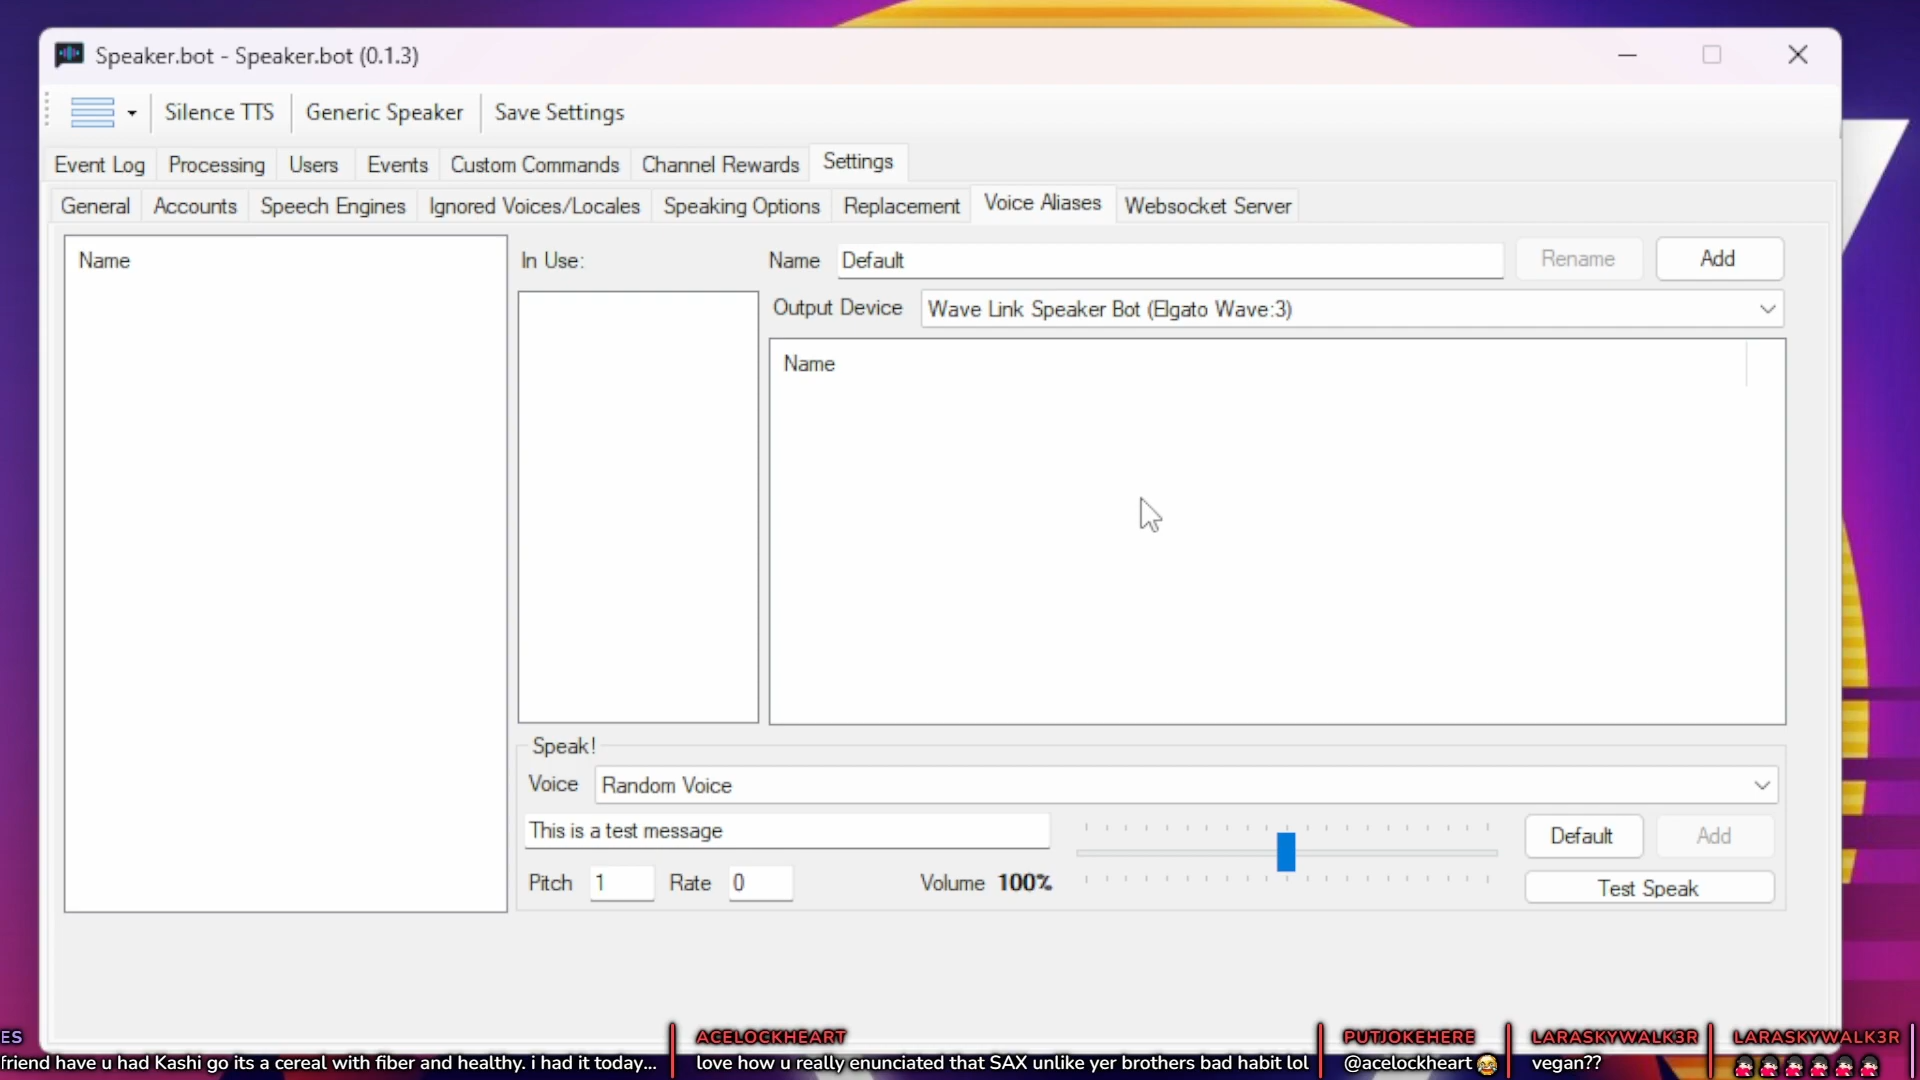 Speaker.bot - Speaker.bot (0.1.3)
Silence TTS
Generic Speaker
Save Settings
Event Log
Processing
Users
Events
Custom Commands
Channel Rewards
Settings
General
Accounts
Speech Engines
Ignored Voices/Locales
Speaking Options
Replacement
Voice Aliases
Websocket Server
Name
In Use:
Name
Default
Rename
Add
Output Device
Wave Link Speaker Bot (Elgato Wave:3)
Name
Speak!
Voice
Random Voice
This is a test message
Default
Add
Pitch
1
Rate
0
Volume 100%
Test Speak
ES
friend have u had Kashi go its a cereal with fiber and healthy. i had it today...
ACELOCKHEART
love how u really enunciated that SAX unlike yer brothers bad habit lol
PUTJOKEHERE
@acelockheart
LARASKYWALK3R
vegan??
LARASKYWALK3R